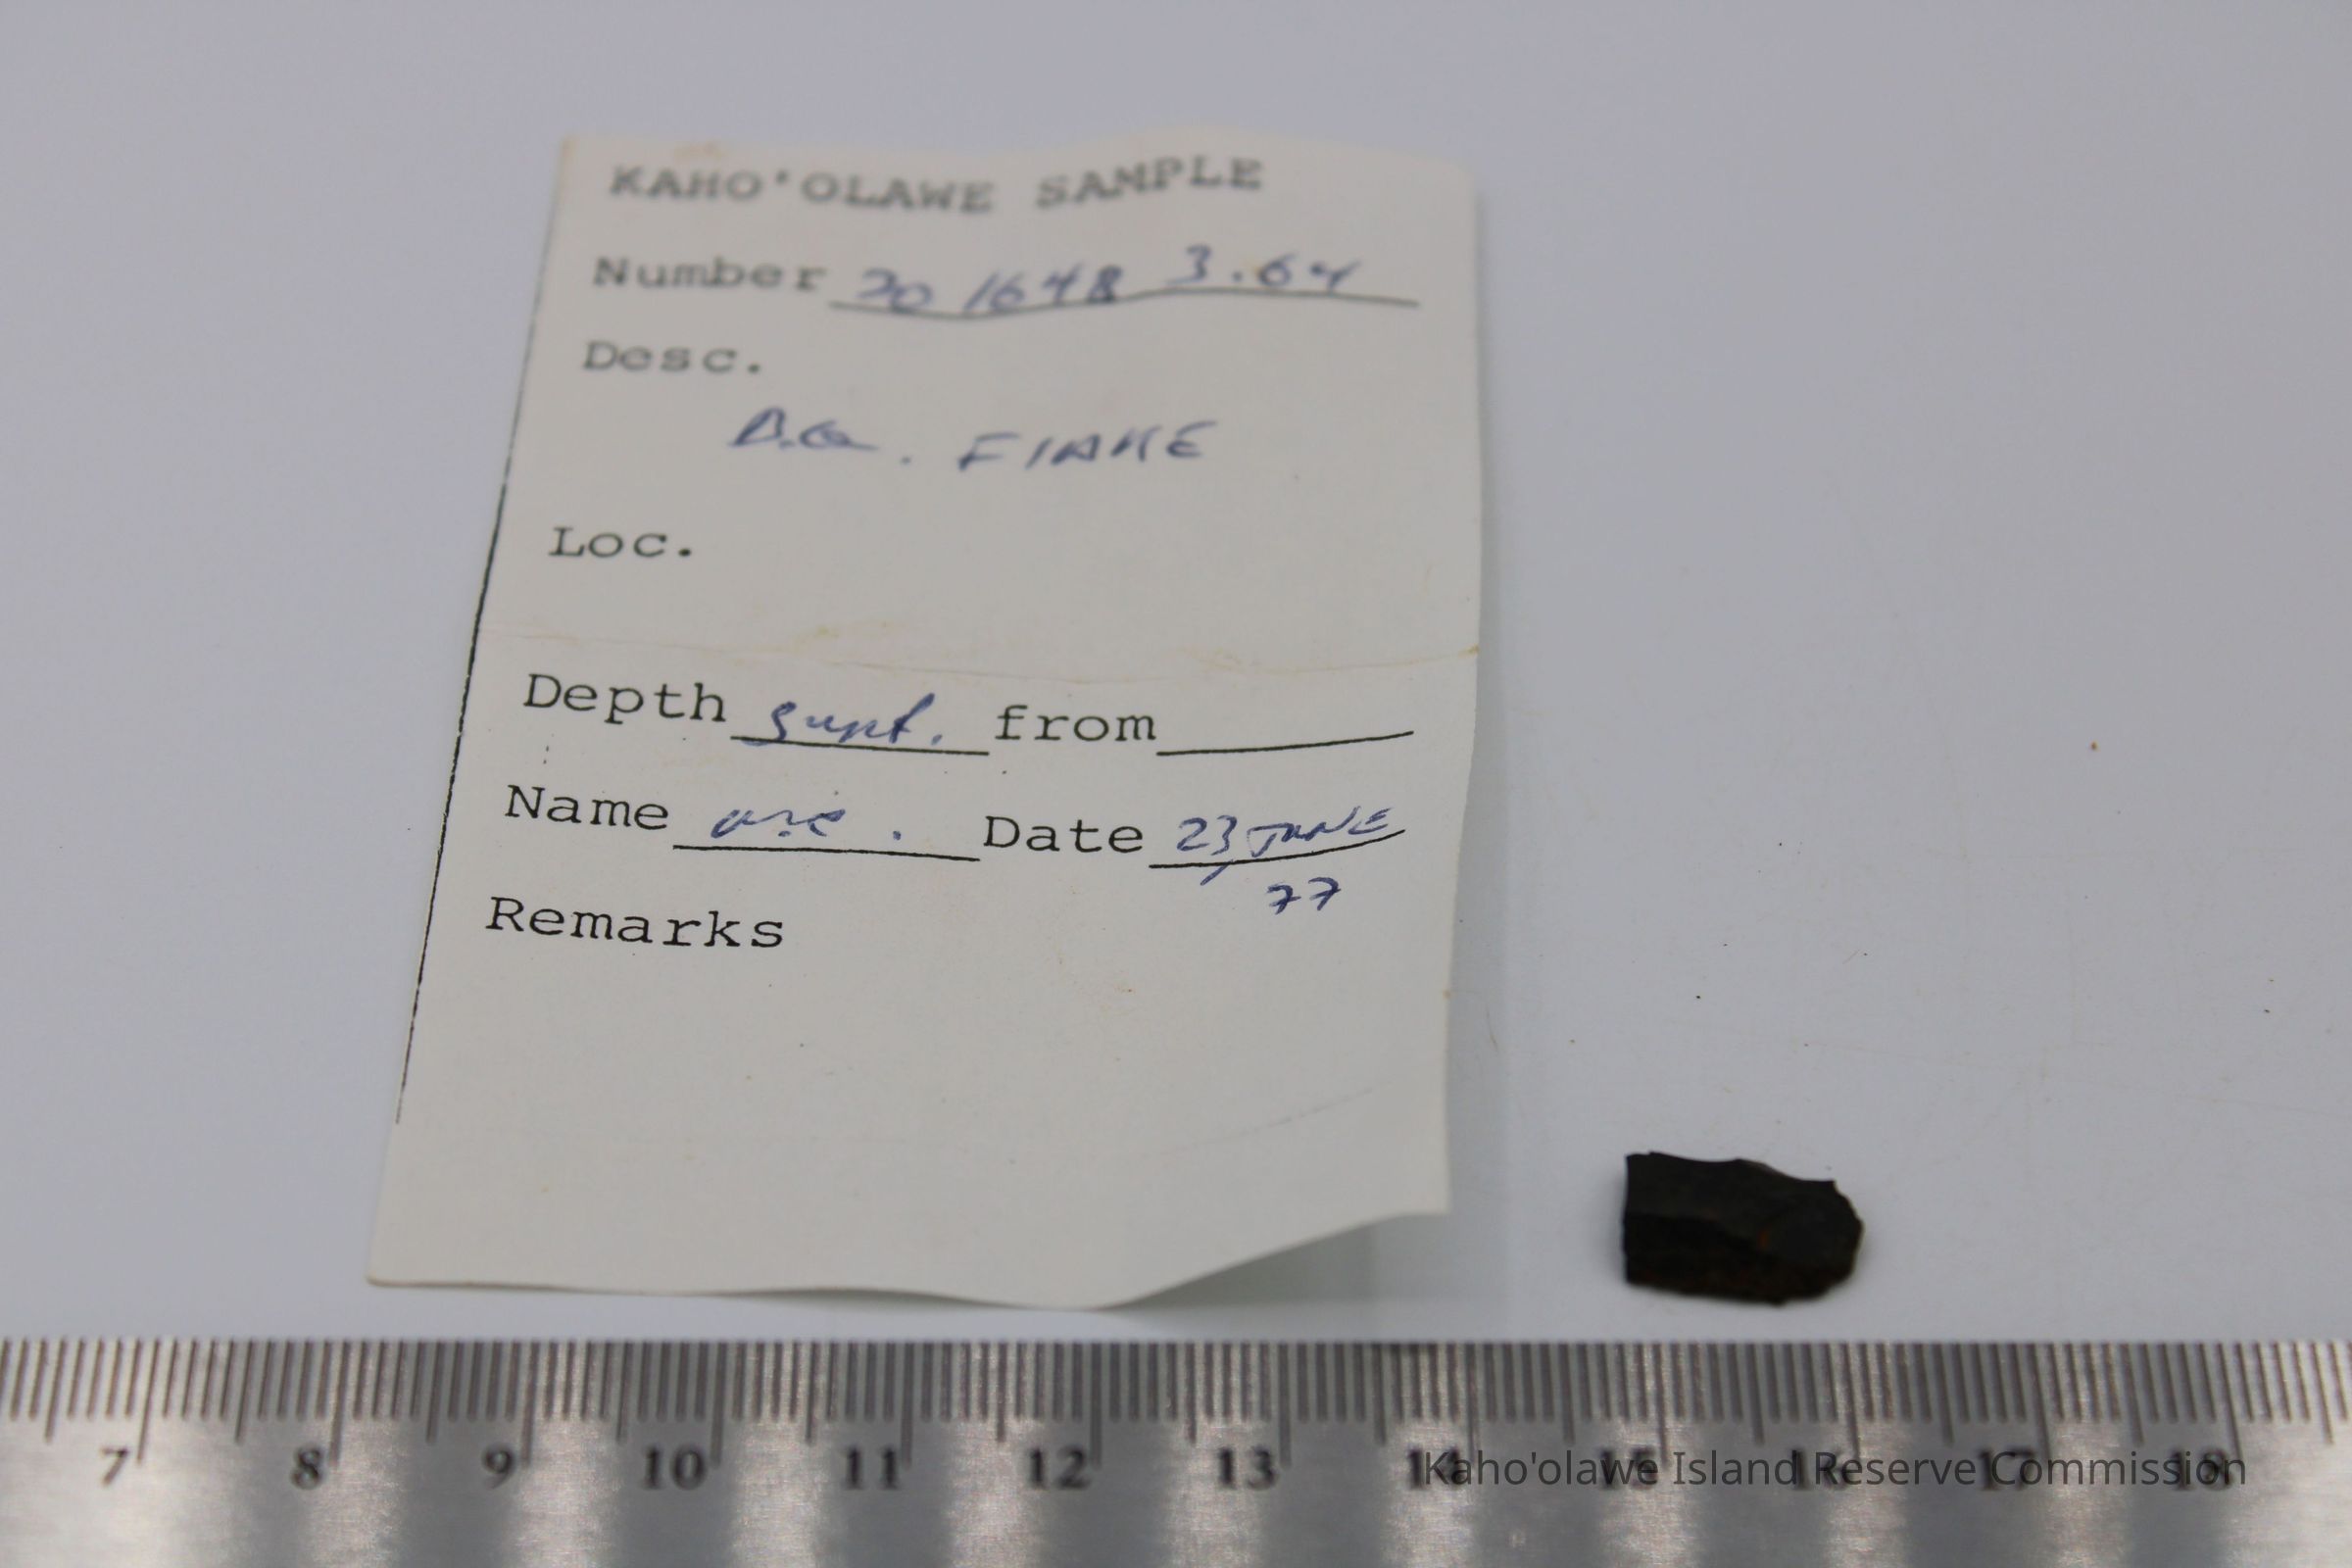 KAHO'OLAWE SAMPLE
Number 20 1648 3.64
Desc.
B.G. FlAKE
Loc.
Depth surf. from
Name Date 23 JUNE
77
Remarks
7 8 9 10 11 12 13 14 15 16 17 18
Kaho'olawe Island Reserve Commission